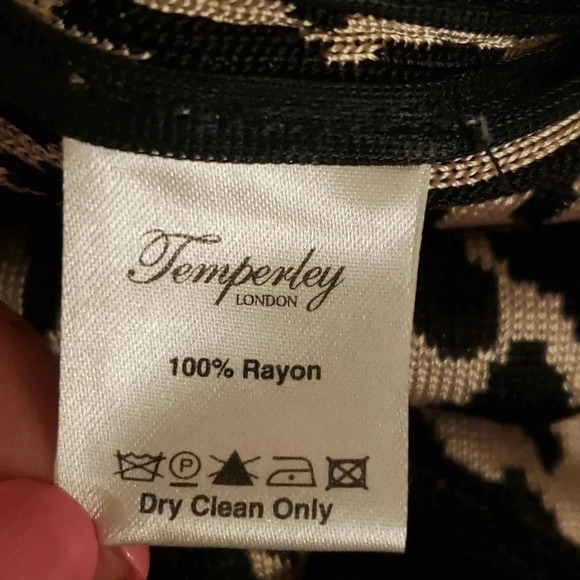 Temperley
LONDON
100% Rayon
P
Dry Clean Only